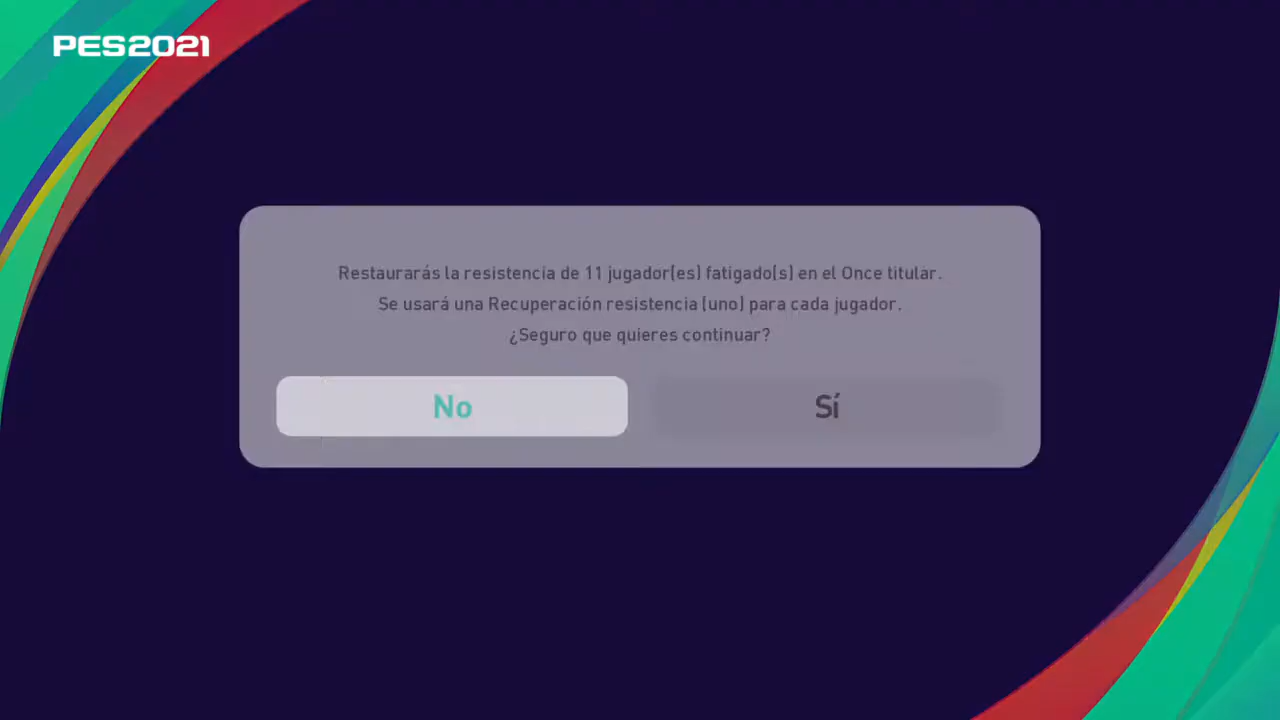 PES2021
Restaurarás la resistencia de 11 jugador(es) fatigado(s) en el Once titular.
Se usará una Recuperación resistencia (uno) para cada jugador.
¿Seguro que quieres continuar?
No
Sí